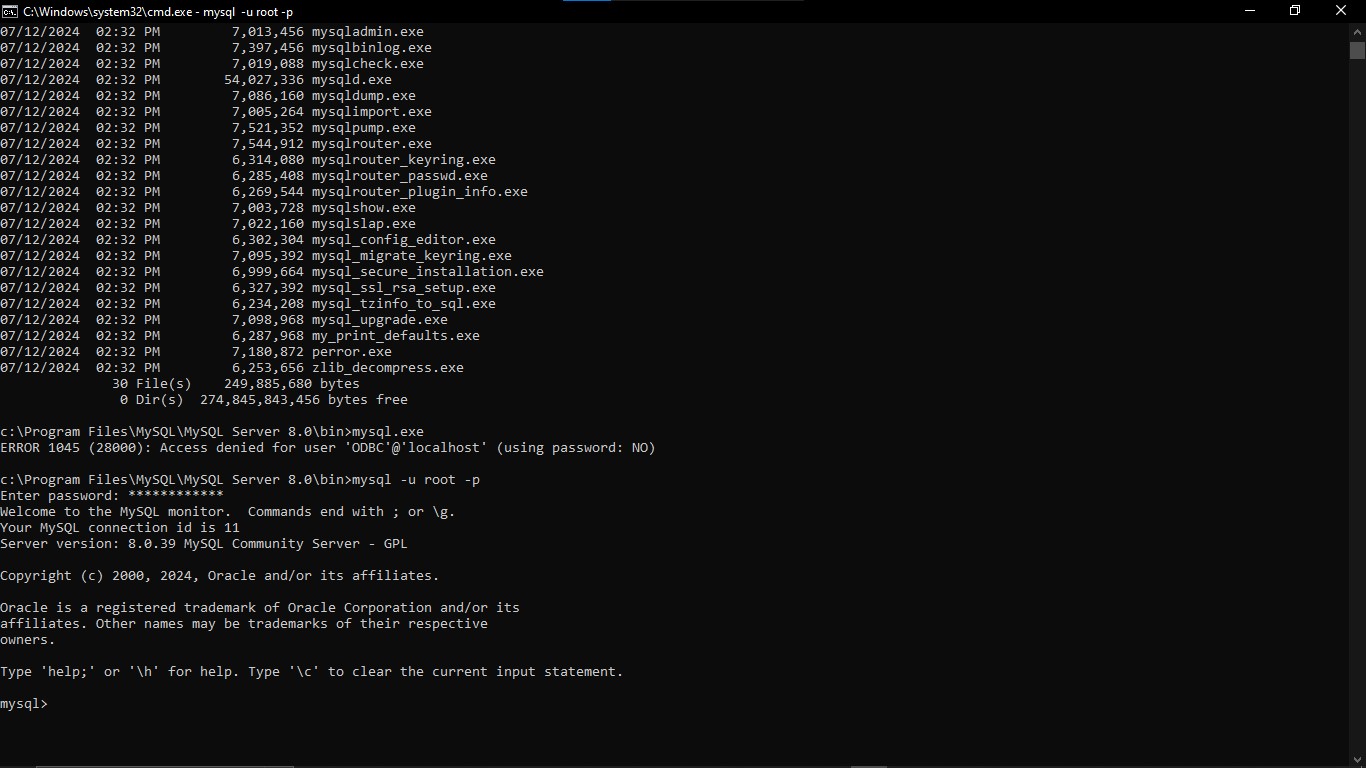 C:\Windows\system32\cmd.exe - mysql  -u root -p
07/12/2024  02:32 PM         7,013,456 mysqladmin.exe
07/12/2024  02:32 PM         7,397,456 mysqlbinlog.exe
07/12/2024  02:32 PM         7,019,088 mysqlcheck.exe
07/12/2024  02:32 PM        54,027,336 mysqld.exe
07/12/2024  02:32 PM         7,086,160 mysqldump.exe
07/12/2024  02:32 PM         7,005,264 mysqlimport.exe
07/12/2024  02:32 PM         7,521,352 mysqlpump.exe
07/12/2024  02:32 PM         7,544,912 mysqlrouter.exe
07/12/2024  02:32 PM         6,314,080 mysqlrouter_keyring.exe
07/12/2024  02:32 PM         6,285,408 mysqlrouter_passwd.exe
07/12/2024  02:32 PM         6,269,544 mysqlrouter_plugin_info.exe
07/12/2024  02:32 PM         7,003,728 mysqlshow.exe
07/12/2024  02:32 PM         7,022,160 mysqlslap.exe
07/12/2024  02:32 PM         6,302,304 mysql_config_editor.exe
07/12/2024  02:32 PM         7,095,392 mysql_migrate_keyring.exe
07/12/2024  02:32 PM         6,999,664 mysql_secure_installation.exe
07/12/2024  02:32 PM         6,327,392 mysql_ssl_rsa_setup.exe
07/12/2024  02:32 PM         6,234,208 mysql_tzinfo_to_sql.exe
07/12/2024  02:32 PM         7,098,968 mysql_upgrade.exe
07/12/2024  02:32 PM         6,287,968 my_print_defaults.exe
07/12/2024  02:32 PM         7,180,872 perror.exe
07/12/2024  02:32 PM         6,253,656 zlib_decompress.exe
              30 File(s)    249,885,680 bytes
               0 Dir(s)  274,845,843,456 bytes free
c:\Program Files\MySQL\MySQL Server 8.0\bin>mysql.exe
ERROR 1045 (28000): Access denied for user 'ODBC'@'localhost' (using password: NO)
c:\Program Files\MySQL\MySQL Server 8.0\bin>mysql -u root -p
Enter password: ************
Welcome to the MySQL monitor.  Commands end with ; or \g.
Your MySQL connection id is 11
Server version: 8.0.39 MySQL Community Server - GPL
Copyright (c) 2000, 2024, Oracle and/or its affiliates.
Oracle is a registered trademark of Oracle Corporation and/or its
affiliates. Other names may be trademarks of their respective
owners.
Type 'help;' or '\h' for help. Type '\c' to clear the current input statement.
mysql>